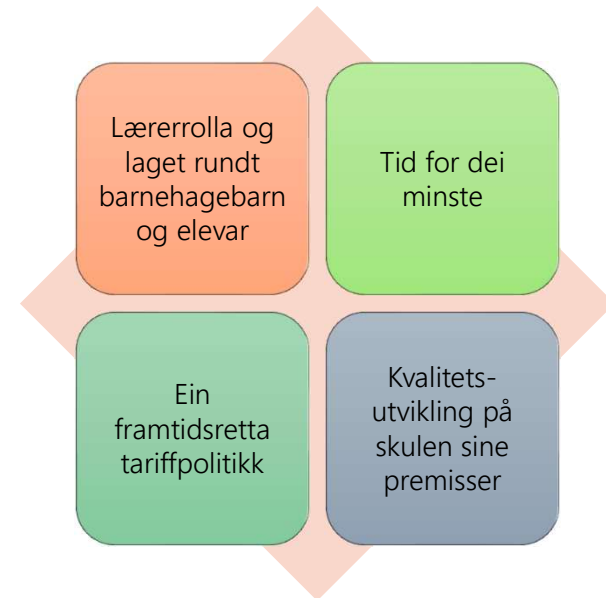 Lærerrolla og
laget rundt
barnehagebarn
og elevar
Tid for dei
minste
Ein
framtidsretta
tariffpolitikk
Kvalitets-
utvikling på
skulen sine
premisser